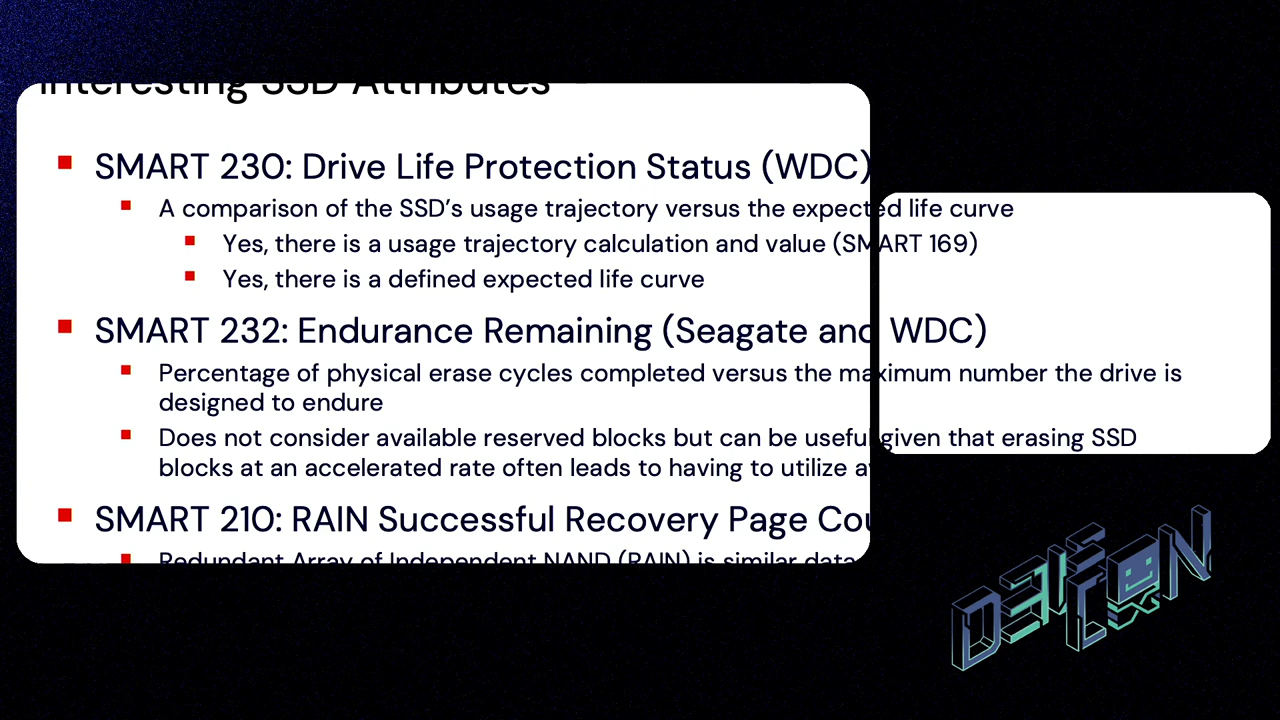 Interesting SSD Attributes
SMART 230: Drive Life Protection Status (WDC)
A comparison of the SSD’s usage trajectory versus the expected life curve
Yes, there is a usage trajectory calculation and value (SMART 169)
Yes, there is a defined expected life curve
SMART 232: Endurance Remaining (Seagate and WDC)
Percentage of physical erase cycles completed versus the maximum number the drive is
designed to endure
Does not consider available reserved blocks but can be useful given that erasing SSD
blocks at an accelerated rate often leads to having to utilize
SMART 210: RAIN Successful Recovery Page
Redundant Array of Independent NAND (RAIN) is similar data